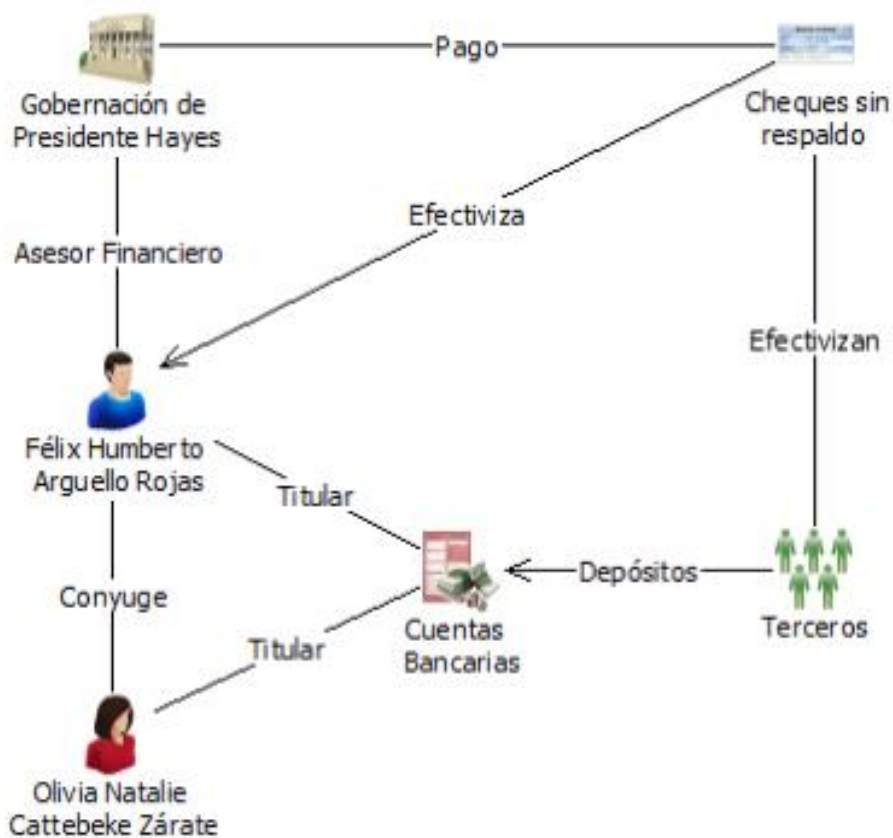 Pago
Gobernación de
Presidente Hayes
Cheques sin
respaldo
Efectiviza
Asesor Financiero
Efectivizan
Félix Humberto
Arguello Rojas
Titular
Depósitos
Conyuge
Cuentas
Bancarias
Terceros
Titular
Olivia Natalie
Cattebeke Zárate